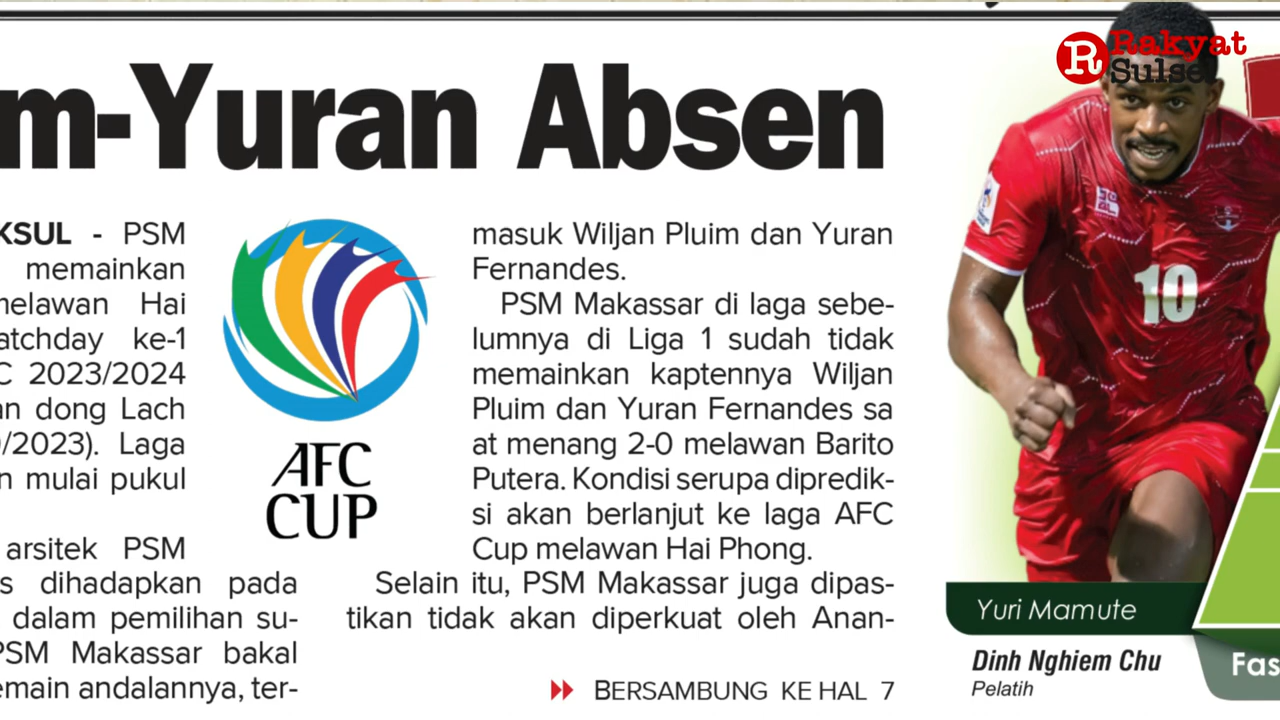 Rakyat
Sulsel
m-Yuran Absen
KSUL - PSM
memainkan
melawan Hai
atchday ke-1
C 2023/2024
an dong Lach
/2023). Laga
n mulai pukul
arsitek PSM
s dihadapkan pada
dalam pemilihan su-
PSM Makassar bakal
emain andalannya, ter-
AFC
CUP
masuk Wiljan Pluim dan Yuran
Fernandes.
PSM Makassar di laga sebe-
lumnya di Liga 1 sudah tidak
memainkan kaptennya Wiljan
Pluim dan Yuran Fernandes sa
at menang 2-0 melawan Barito
Putera. Kondisi serupa dipredik-
si akan berlanjut ke laga AFC
Cup melawan Hai Phong.
Selain itu, PSM Makassar juga dipas-
tikan tidak akan diperkuat oleh Anan-
BERSAMBUNG KE HAL 7
10
Yuri Mamute
Dinh Nghiem Chu
Pelatih
Fas